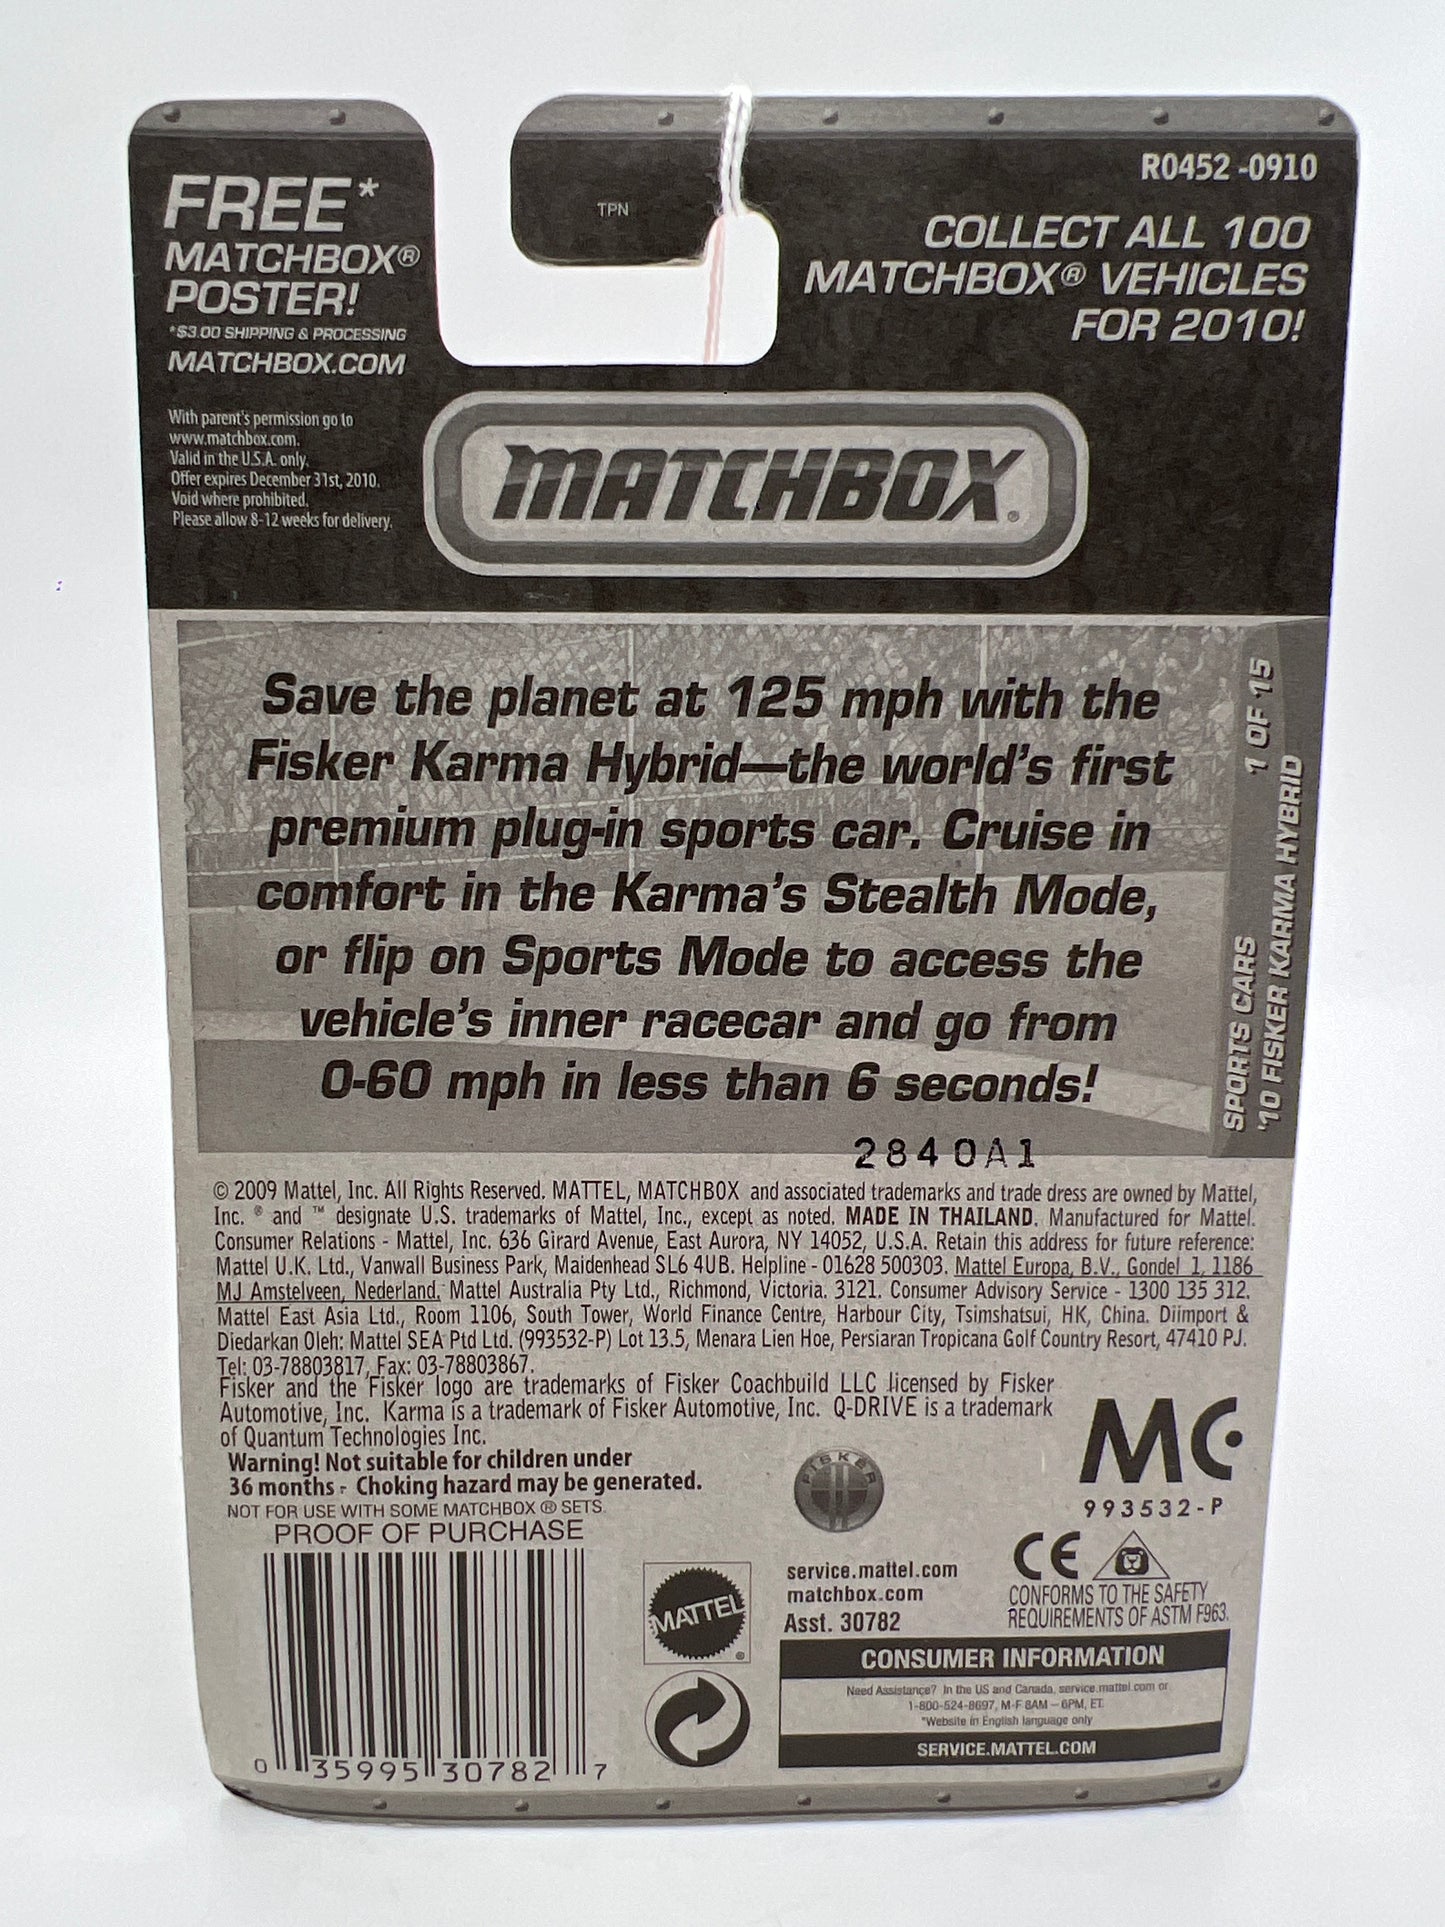 FREE*
MATCHBOX®
POSTER!
*$3.00 SHIPPING & PROCESSING
MATCHBOX.COM
With parent's permission go to
www.matchbox.com.
Valid in the U.S.A. only.
Offer expires December 31st, 2010.
Void where prohibited.
Please allow 8-12 weeks for delivery.
TPN
R0452 -0910
COLLECT ALL 100
MATCHBOX® VEHICLES
FOR 2010!
MATCHBOX®
Save the planet at 125 mph with the
Fisker Karma Hybrid—the world's first
premium plug-in sports car. Cruise in
comfort in the Karma's Stealth Mode,
or flip on Sports Mode to access the
vehicle's inner racecar and go from
0-60 mph in less than 6 seconds!
SPORTS CARS 1 OF 15
'10 FISKER KARMA HYBRID
2840A1
© 2009 Mattel, Inc. All Rights Reserved. MATTEL, MATCHBOX and associated trademarks and trade dress are owned by Mattel,
Inc. ® and ™ designate U.S. trademarks of Mattel, Inc., except as noted. MADE IN THAILAND. Manufactured for Mattel.
Consumer Relations - Mattel, Inc. 636 Girard Avenue, East Aurora, NY 14052, U.S.A. Retain this address for future reference:
Mattel U.K. Ltd., Vanwall Business Park, Maidenhead SL6 4UB. Helpline - 01628 500303. Mattel Europa, B.V., Gondel 1, 1186
MJ Amstelveen, Nederland. Mattel Australia Pty Ltd., Richmond, Victoria. 3121. Consumer Advisory Service - 1300 135 312.
Mattel East Asia Ltd., Room 1106, South Tower, World Finance Centre, Harbour City, Tsimshatsui, HK, China. Diimport &
Diedarkan Oleh: Mattel SEA Ptd Ltd. (993532-P) Lot 13.5, Menara Lien Hoe, Persiaran Tropicana Golf Country Resort, 47410 PJ.
Tel: 03-78803817, Fax: 03-78803867.
Fisker and the Fisker logo are trademarks of Fisker Coachbuild LLC licensed by Fisker
Automotive, Inc. Karma is a trademark of Fisker Automotive, Inc. Q-DRIVE is a trademark
of Quantum Technologies Inc.
Warning! Not suitable for children under
36 months - Choking hazard may be generated.
NOT FOR USE WITH SOME MATCHBOX ® SETS.
PROOF OF PURCHASE
0 35995 30782 7
FISKER
MC
993532-P
MATTEL®
service.mattel.com
matchbox.com
Asst. 30782
CE
CONFORMS TO THE SAFETY
REQUIREMENTS OF ASTM F963.
CONSUMER INFORMATION
Need Assistance? In the US and Canada, service.mattel.com or
1-800-524-8697, M-F 8AM – 6PM, ET.
*Website in English language only
SERVICE.MATTEL.COM